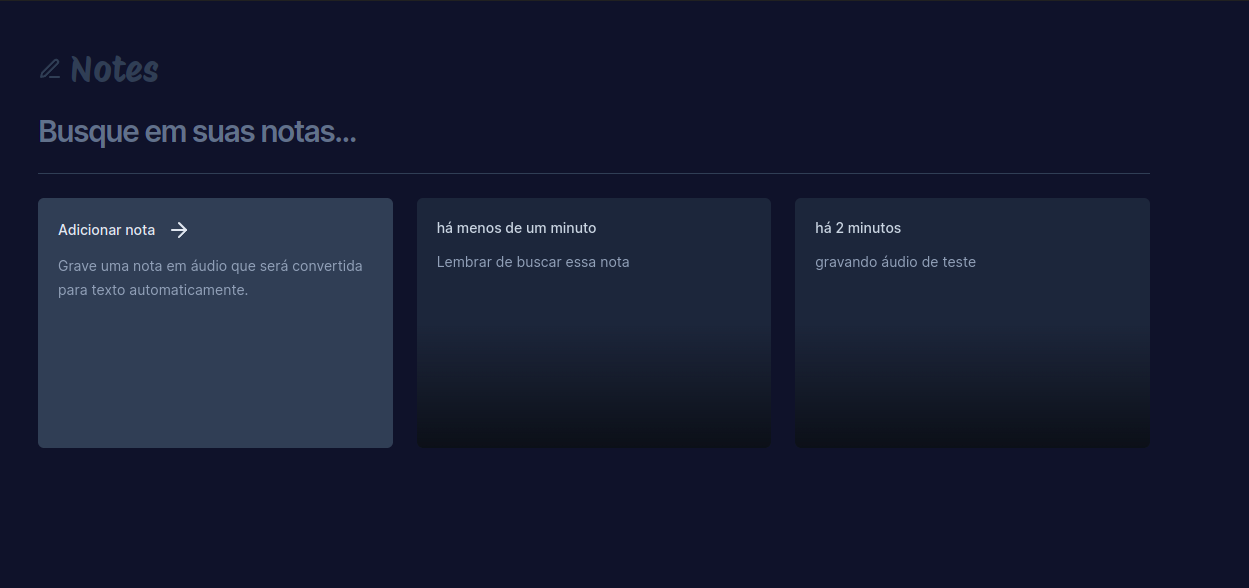 Notes
Busque em suas notas...
Adicionar nota
Grave uma nota em áudio que será convertida
para texto automaticamente.
há menos de um minuto
Lembrar de buscar essa nota
há 2 minutos
gravando áudio de teste